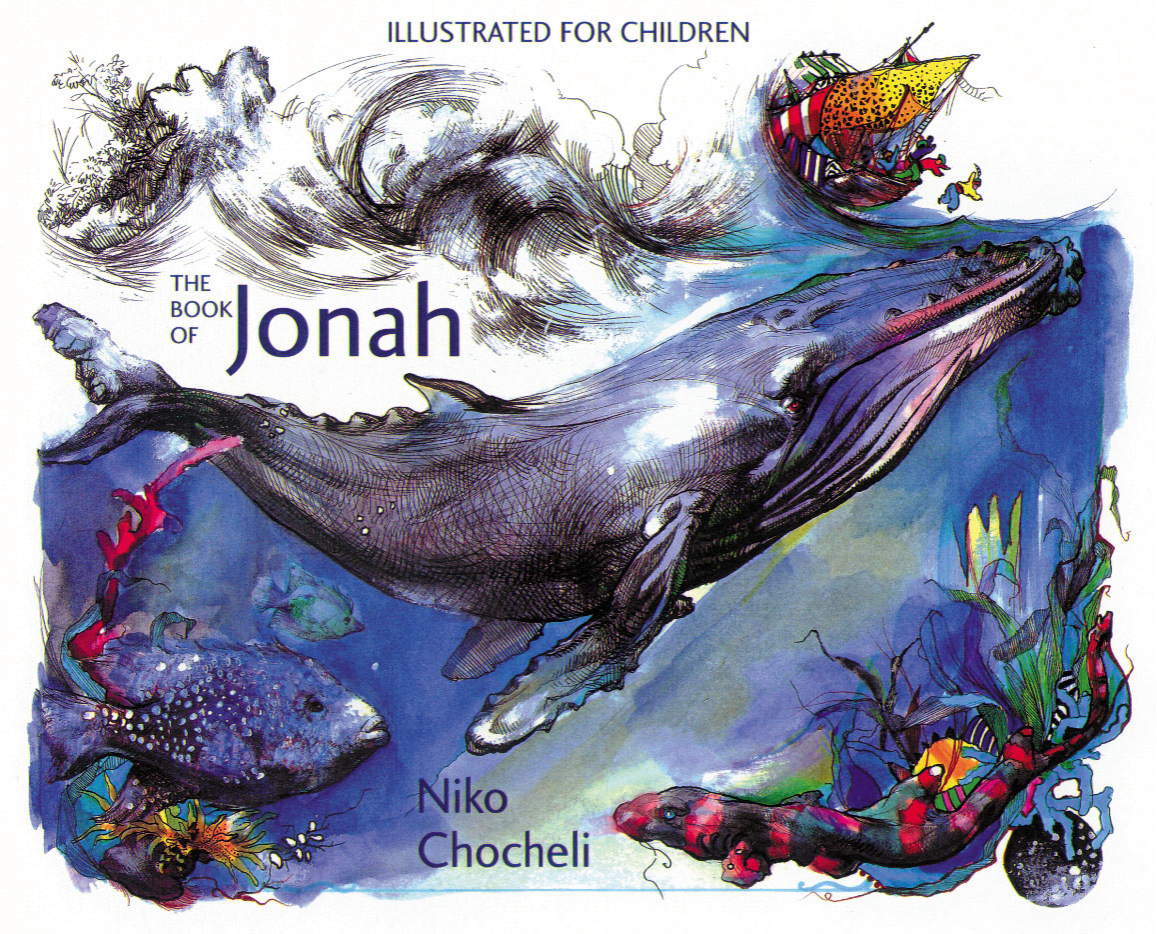 ILLUSTRATED FOR CHILDREN
THE
BOOK
OF
Jonah
Niko
Chocheli